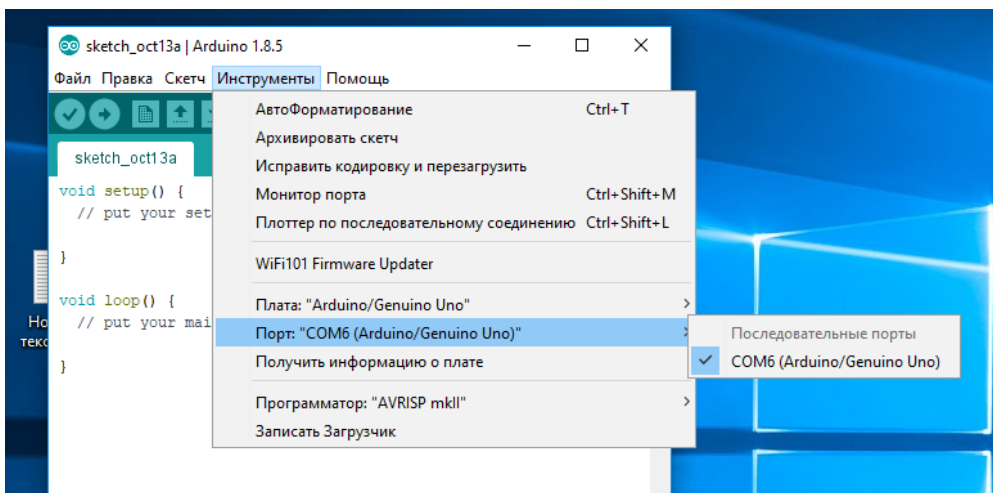 sketch_oct13a | Arduino 1.8.5
Файл Правка Скетч Инструменты Помощь
sketch_oct13a
АвтоФорматирование Ctrl+T
Архивировать скетч
Исправить кодировку и перезагрузить
Монитор порта Ctrl+Shift+M
Плоттер по последовательному соединению Ctrl+Shift+L
WiFi101 Firmware Updater
Плата: "Arduino/Genuino Uno"
Порт: "COM6 (Arduino/Genuino Uno)"
Получить информацию о плате
Программатор: "AVRISP mkII"
Записать Загрузчик
Последовательные порты
COM6 (Arduino/Genuino Uno)
void setup() {
// put your set
}
void loop() {
// put your mai
}
Но
текс